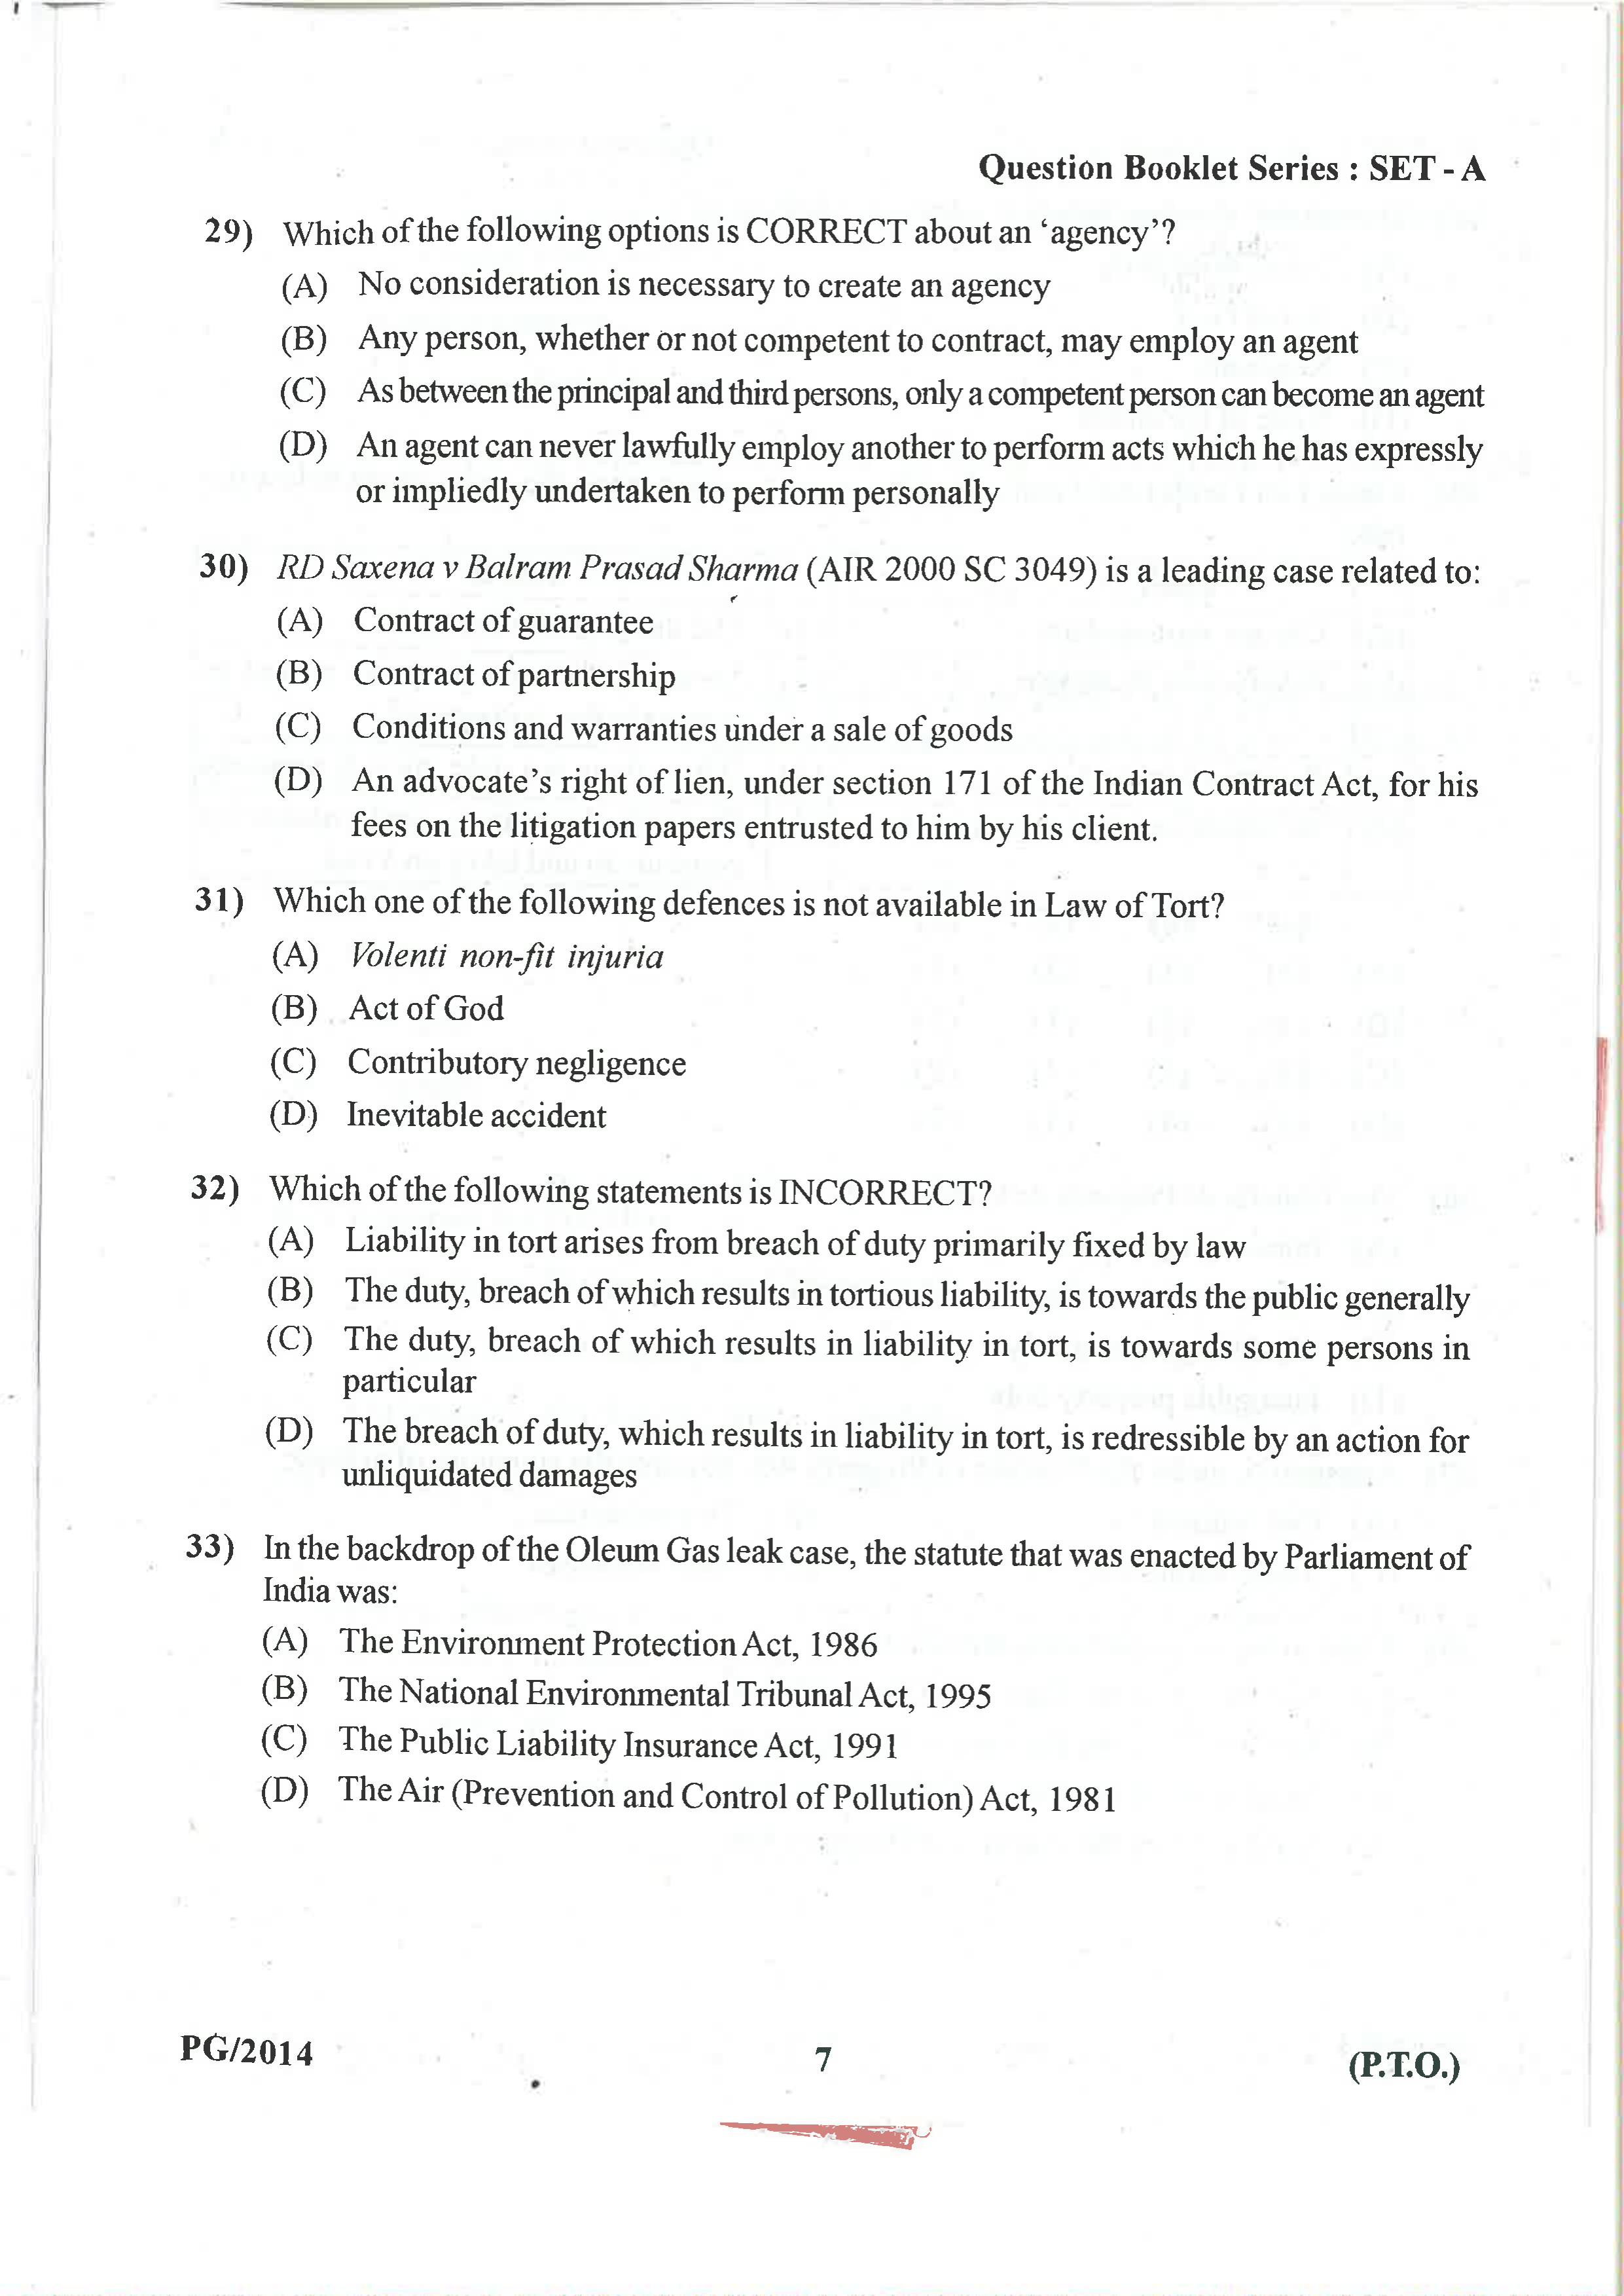 Question Booklet Series : SET - A
29) Which of the following options is CORRECT about an ‘agency’?
(A) No consideration is necessary to create an agency
(B) Any person, whether or not competent to contract, may employ an agent
(C) As between the principal and third persons, only a competent person can become an agent
(D) An agent can never lawfully employ another to perform acts which he has expressly
or impliedly undertaken to perform personally
30) RD Saxena v Balram Prasad Sharma (AIR 2000 SC 3049) is a leading case related to:
(A) Contract of guarantee
(B) Contract of partnership
(C) Conditions and warranties under a sale of goods
(D) An advocate’s right of lien, under section 171 of the Indian Contract Act, for his
fees on the litigation papers entrusted to him by his client.
31) Which one of the following defences is not available in Law of Tort?
(A) Volenti non-fit injuria
(B) Act of God
(C) Contributory negligence
(D) Inevitable accident
32) Which of the following statements is INCORRECT?
(A) Liability in tort arises from breach of duty primarily fixed by law
(B) The duty, breach of which results in tortious liability, is towards the public generally
(C) The duty, breach of which results in liability in tort, is towards some persons in
particular
(D) The breach of duty, which results in liability in tort, is redressible by an action for
unliquidated damages
33) In the backdrop of the Oleum Gas leak case, the statute that was enacted by Parliament of
India was:
(A) The Environment Protection Act, 1986
(B) The National Environmental Tribunal Act, 1995
(C) The Public Liability Insurance Act, 1991
(D) The Air (Prevention and Control of Pollution) Act, 1981
PG/2014
7
(P.T.O.)